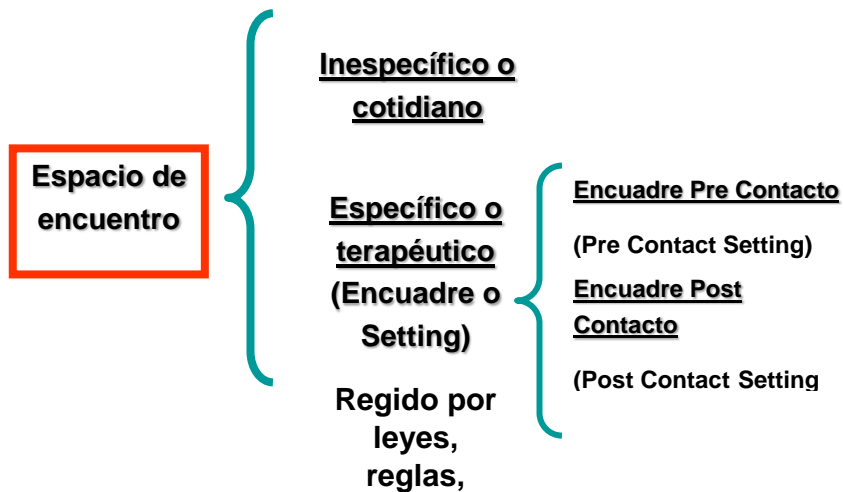 Espacio de
encuentro
Inespecífico o
cotidiano
Específico o
terapéutico
(Encuadre o
Setting)
Regido por
leyes,
reglas,
Encuadre Pre Contacto
(Pre Contact Setting)
Encuadre Post
Contacto
(Post Contact Setting